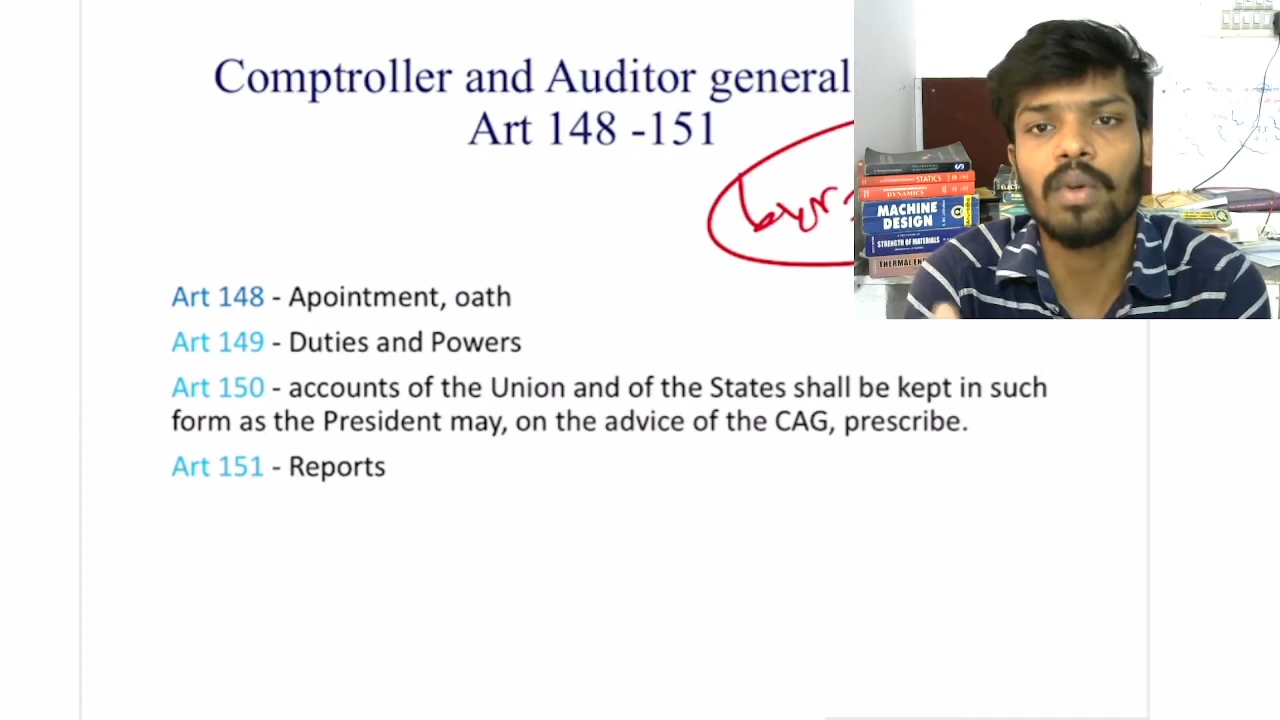 Comptroller and Auditor general
Art 148 -151
Art 148 - Apointment, oath
Art 149 - Duties and Powers
Art 150 - accounts of the Union and of the States shall be kept in such
form as the President may, on the advice of the CAG, prescribe.
Art 151 - Reports
STATICS
DYNAMICS
MACHINE
DESIGN
STRENGTH OF MATERIALS
THERMAL